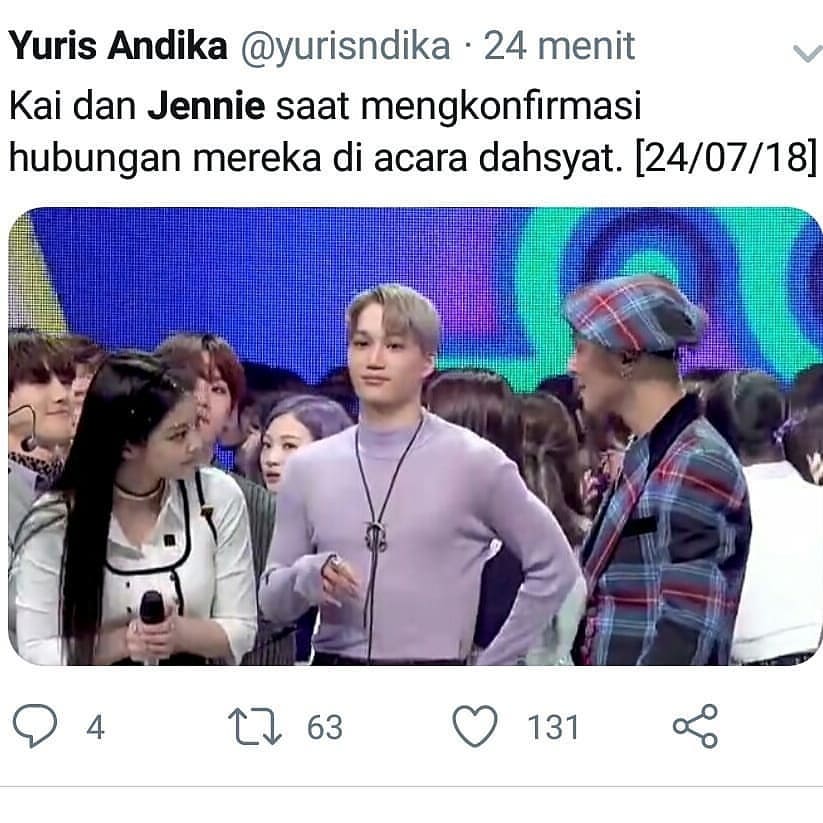 Yuris Andika @yurisndika · 24 menit
Kai dan Jennie saat mengkonfirmasi
hubungan mereka di acara dahsyat. [24/07/18]
4 63 131